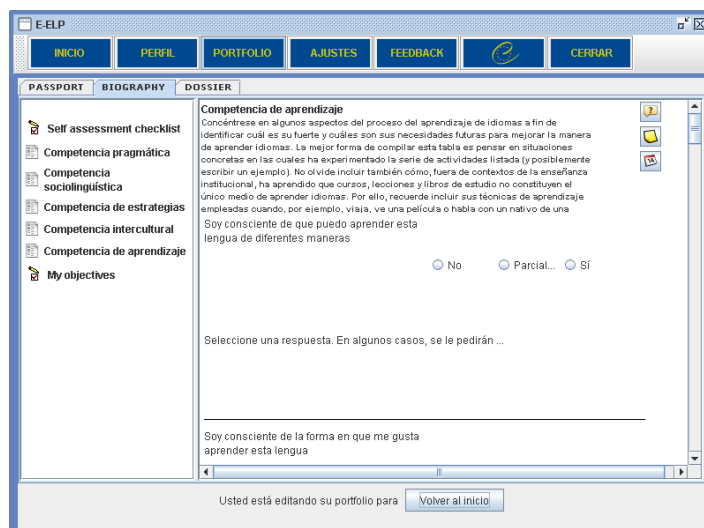 E-ELP
INICIO
PERFIL
PORTFOLIO
AJUSTES
FEEDBACK
e
CERRAR
PASSPORT
BIOGRAPHY
DOSSIER
Self assessment checklist
Competencia pragmática
Competencia
sociolingüística
Competencia de estrategias
Competencia intercultural
Competencia de aprendizaje
My objectives
Competencia de aprendizaje
Concéntrese en algunos aspectos del proceso del aprendizaje de idiomas a fin de
identificar cuál es su fuerte y cuáles son sus necesidades futuras para mejorar la manera
de aprender idiomas. La mejor forma de compilar esta tabla es pensar en situaciones
concretas en las cuales ha experimentado la serie de actividades listada (y posiblemente
escribir un ejemplo). No olvide incluir también cómo, fuera de contextos de la enseñanza
institucional, ha aprendido que cursos, lecciones y libros de estudio no constituyen el
único medio de aprender idiomas. Por ello, recuerde incluir sus técnicas de aprendizaje
empleadas cuando, por ejemplo, viaja, ve una película o habla con un nativo de una
Soy consciente de que puedo aprender esta
lengua de diferentes maneras
No
Parcial...
Sí
Seleccione una respuesta. En algunos casos, se le pedirán ...
Soy consciente de la forma en que me gusta
aprender esta lengua
Usted está editando su portfolio para
Volver al inicio